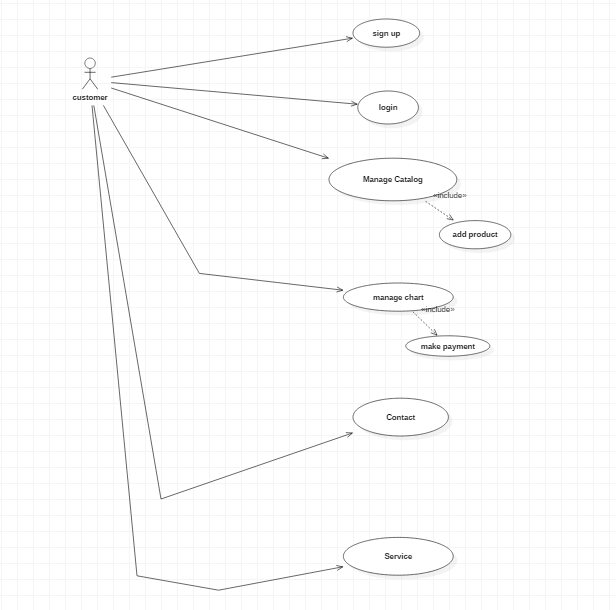 sign up
customer
login
Manage Catalog
«include»
add product
manage chart
«include»
make payment
Contact
Service